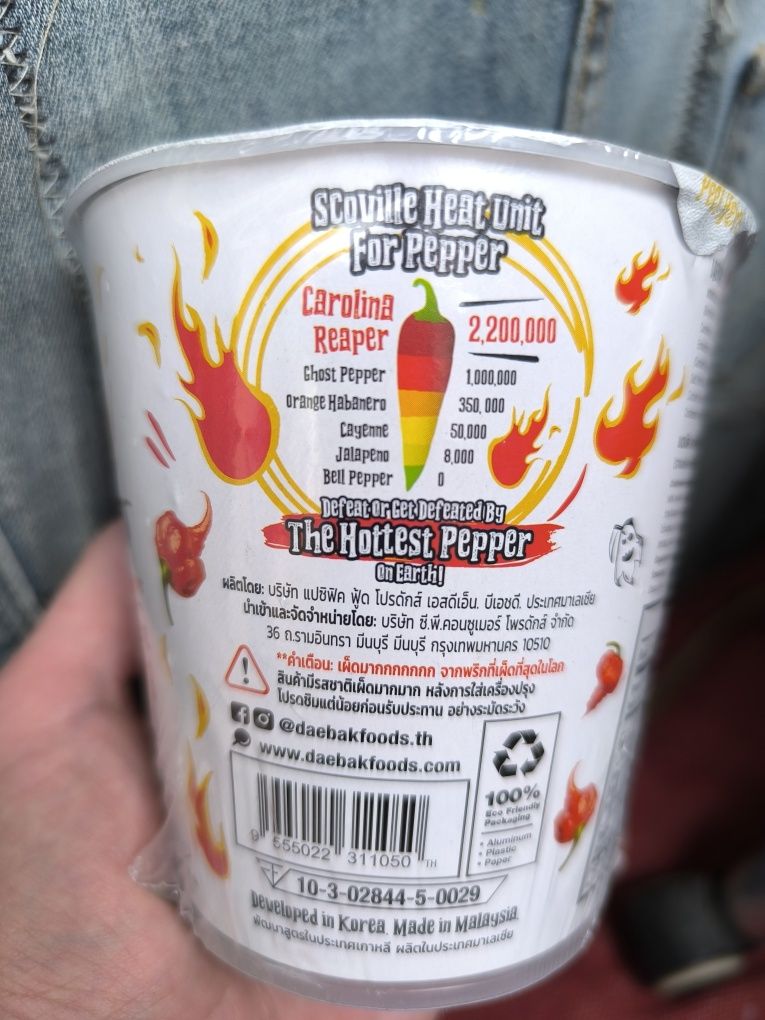 Scoville Heat Unit
For Pepper
Carolina
Reaper
2,200,000
Ghost Pepper 1,000,000
Orange Habanero 350,000
Cayenne 50,000
Jalapeno 8,000
Bell Pepper 0
Defeat Or Get Defeated By
The Hottest Pepper
On Earth!
ผลิตโดย: บริษัท แปซิฟิค ฟู้ด โปรดักส์ เอสดีเอ็น. บีเอชดี. ประเทศมาเลเซีย
นำเข้าและจัดจำหน่ายโดย: บริษัท ซี.พี.คอนซูเมอร์ โพรดักส์ จำกัด
36 ถ.รามอินทรา มีนบุรี มีนบุรี กรุงเทพมหานคร 10510
**คำเตือน: เผ็ดมากกกกกกก จากพริกที่เผ็ดที่สุดในโลก
สินค้ามีรสชาติเผ็ดมากมาก หลังการใส่เครื่องปรุง
โปรดชิมแต่น้อยก่อนรับประทาน อย่างระมัดระวัง
@daebakfoods.th
www.daebakfoods.com
100%
Eco Friendly
Packaging
• Aluminum
• Plastic
• Paper
9 555022 311050 TH
10-3-02844-5-0029
Developed in Korea. Made in Malaysia.
พัฒนาสูตรในประเทศเกาหลี ผลิตในประเทศมาเลเซีย